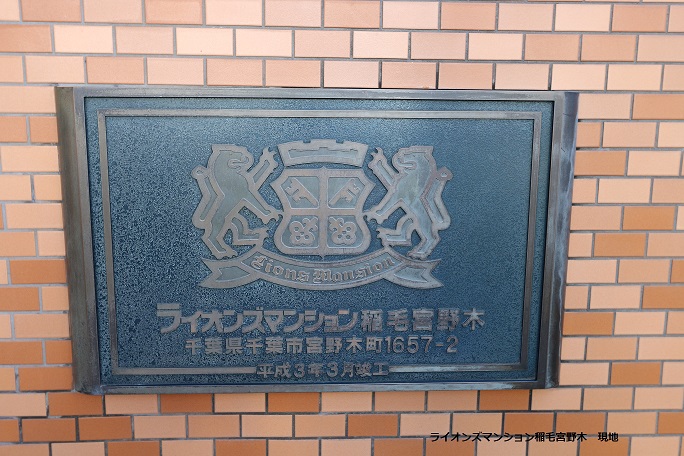 Lions Mansion
ライオンズマンション稲毛宮野木
千葉県千葉市宮野木町1657-2
平成3年3月竣工
ライオンズマンション稲毛宮野木　現地